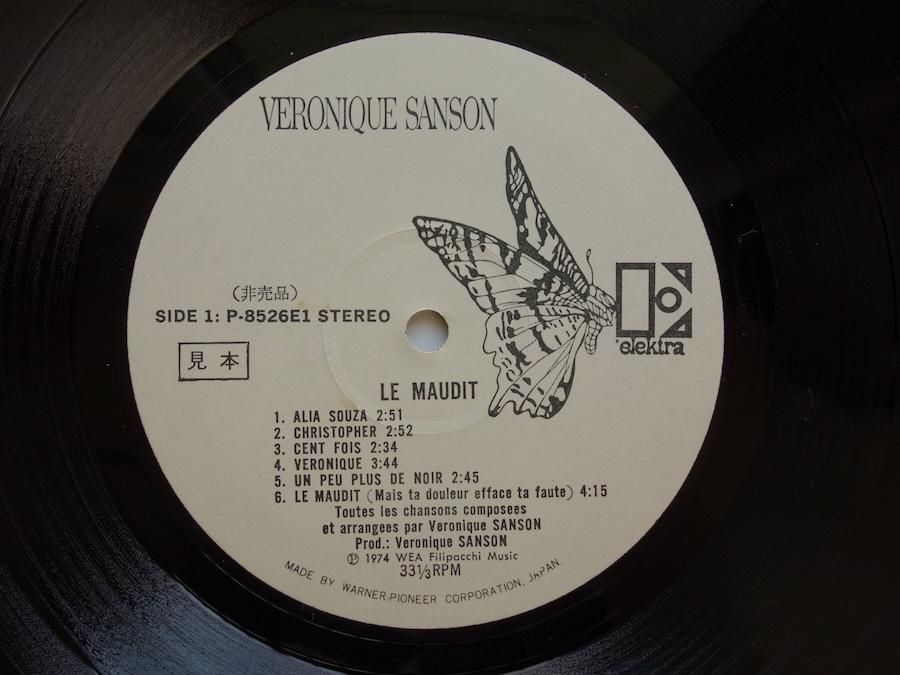 VERONIQUE SANSON
elektra
(非売品)
SIDE 1: P-8526E1 STEREO
見本
LE MAUDIT
1. ALIA SOUZA 2:51
2. CHRISTOPHER 2:52
3. CENT FOIS 2:34
4. VERONIQUE 3:44
5. UN PEU PLUS DE NOIR 2:45
6. LE MAUDIT (Mais ta douleur efface ta faute) 4:15
Toutes les chansons composees
et arrangees par Veronique SANSON
Prod.: Veronique SANSON
℗ 1974 WEA Filipacchi Music
33⅓RPM
MADE BY WARNER-PIONEER CORPORATION, JAPAN.